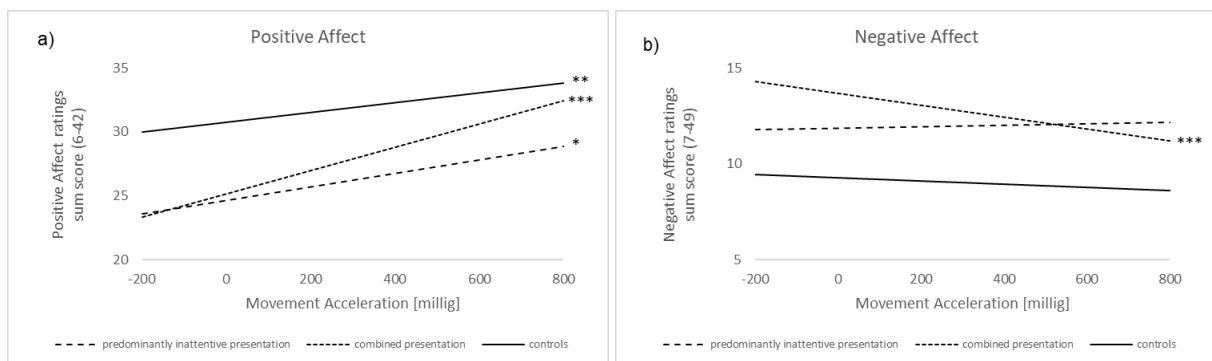 a)
Positive Affect
Positive Affect ratings
sum score (6-42)
35
30
25
20
**
***
*
-200 0 200 400 600 800
Movement Acceleration [millig]
predominantly inattentive presentation combined presentation controls
b)
Negative Affect
Negative Affect ratings
sum score (7-49)
15
10
5
***
-200 0 200 400 600 800
Movement Acceleration [millig]
predominantly inattentive presentation combined presentation controls